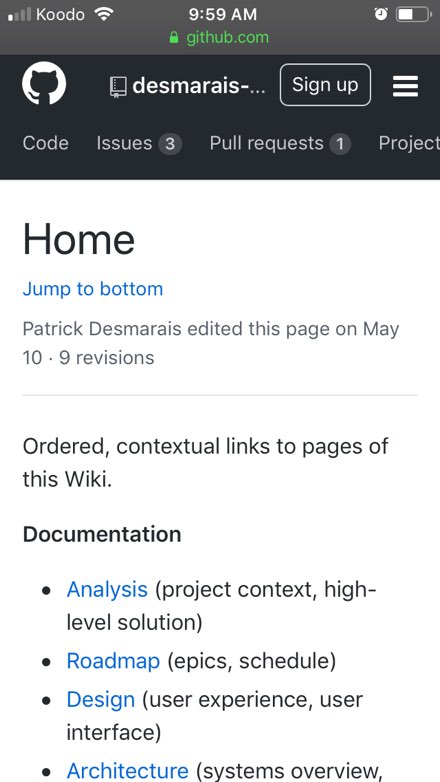 Koodo 9:59 AM
github.com
desmarais-... Sign up
Code Issues 3 Pull requests 1 Project
Home
Jump to bottom
Patrick Desmarais edited this page on May
10 · 9 revisions
Ordered, contextual links to pages of
this Wiki.
Documentation
• Analysis (project context, high-
level solution)
• Roadmap (epics, schedule)
• Design (user experience, user
interface)
• Architecture (systems overview,